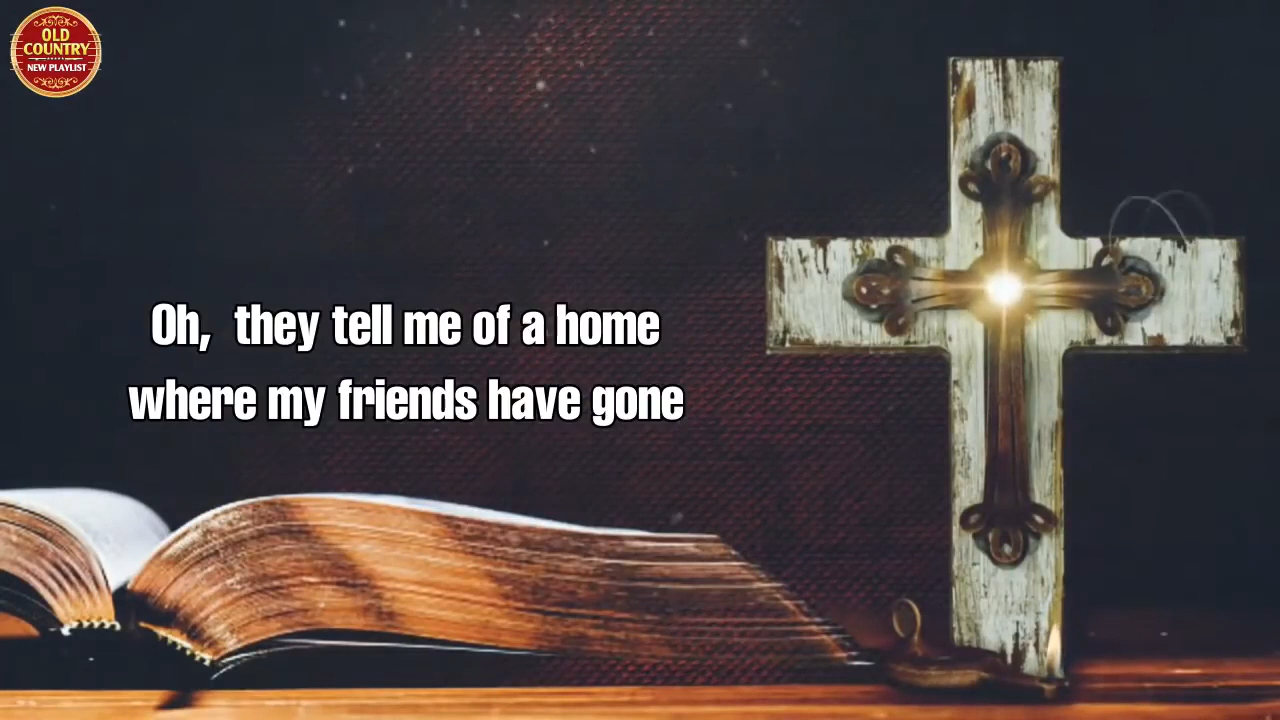 OLD
COUNTRY
NEW PLAYLIST
Oh, they tell me of a home
where my friends have gone